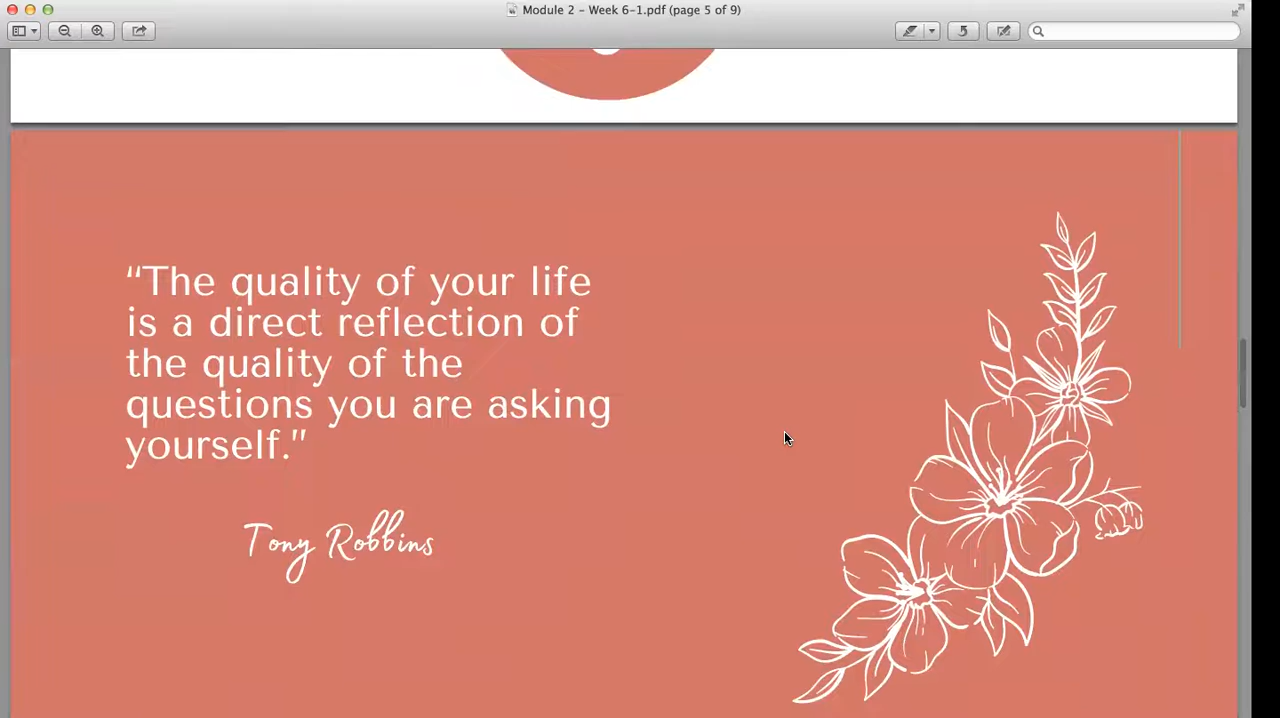 Module 2 - Week 6-1.pdf (page 5 of 9)
“The quality of your life
is a direct reflection of
the quality of the
questions you are asking
yourself.”
Tony Robbins